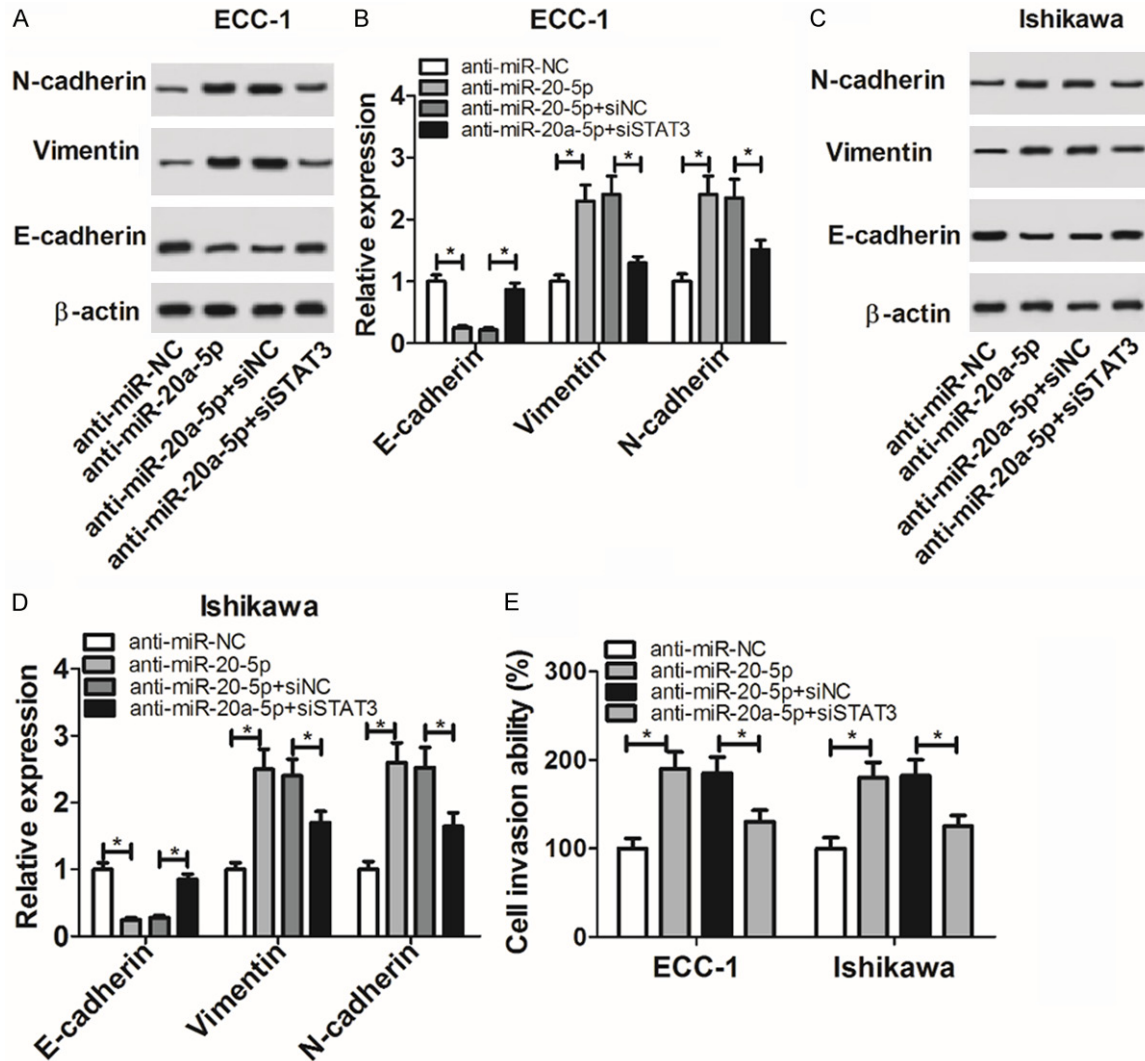 A
ECC-1
N-cadherin
Vimentin
E-cadherin
β-actin
anti-miR-NC
anti-miR-20a-5p
anti-miR-20a-5p+siNC
anti-miR-20a-5p+siSTAT3
B
ECC-1
anti-miR-NC
anti-miR-20-5p
anti-miR-20-5p+siNC
anti-miR-20a-5p+siSTAT3
Relative expression
4
3
2
1
0
* * * * * *
E-cadherin
Vimentin
N-cadherin
C
Ishikawa
N-cadherin
Vimentin
E-cadherin
β-actin
anti-miR-NC
anti-miR-20a-5p
anti-miR-20a-5p+siNC
anti-miR-20a-5p+siSTAT3
D
Ishikawa
anti-miR-NC
anti-miR-20-5p
anti-miR-20-5p+siNC
anti-miR-20a-5p+siSTAT3
Relative expression
4
3
2
1
0
* * * * * *
E-cadherin
Vimentin
N-cadherin
E
anti-miR-NC
anti-miR-20-5p
anti-miR-20-5p+siNC
anti-miR-20a-5p+siSTAT3
Cell invasion ability (%)
300
200
100
0
* * * *
ECC-1
Ishikawa